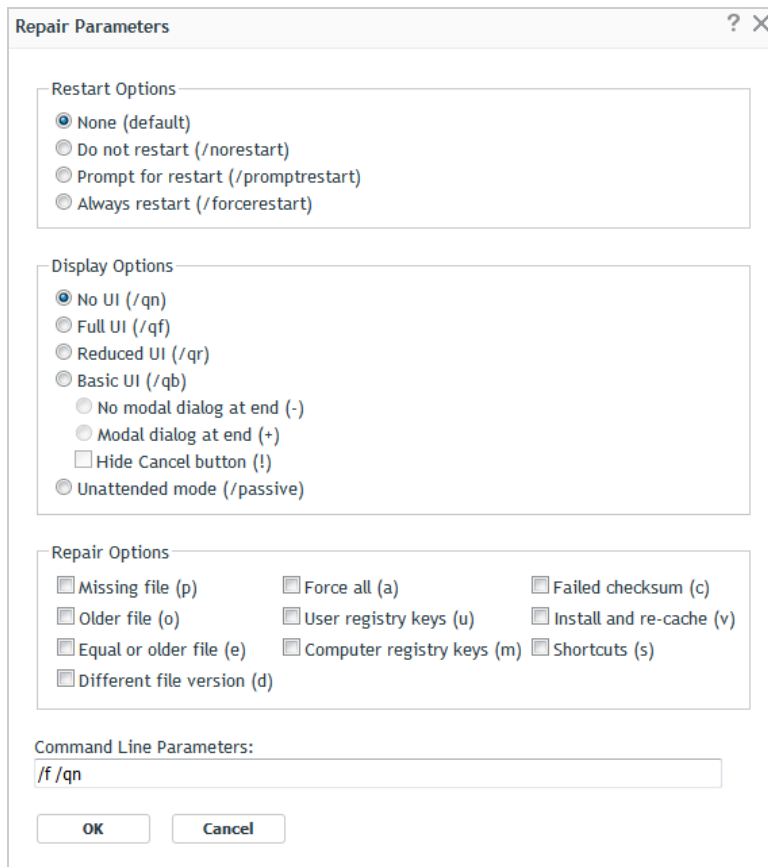 Repair Parameters ?
Restart Options
None (default)
Do not restart (/norestart)
Prompt for restart (/promptrestart)
Always restart (/forcerestart)
Display Options
No UI (/qn)
Full UI (/qf)
Reduced UI (/qr)
Basic UI (/qb)
No modal dialog at end (-)
Modal dialog at end (+)
Hide Cancel button (!)
Unattended mode (/passive)
Repair Options
Missing file (p) Force all (a) Failed checksum (c)
Older file (o) User registry keys (u) Install and re-cache (v)
Equal or older file (e) Computer registry keys (m) Shortcuts (s)
Different file version (d)
Command Line Parameters:
/f /qn
OK Cancel